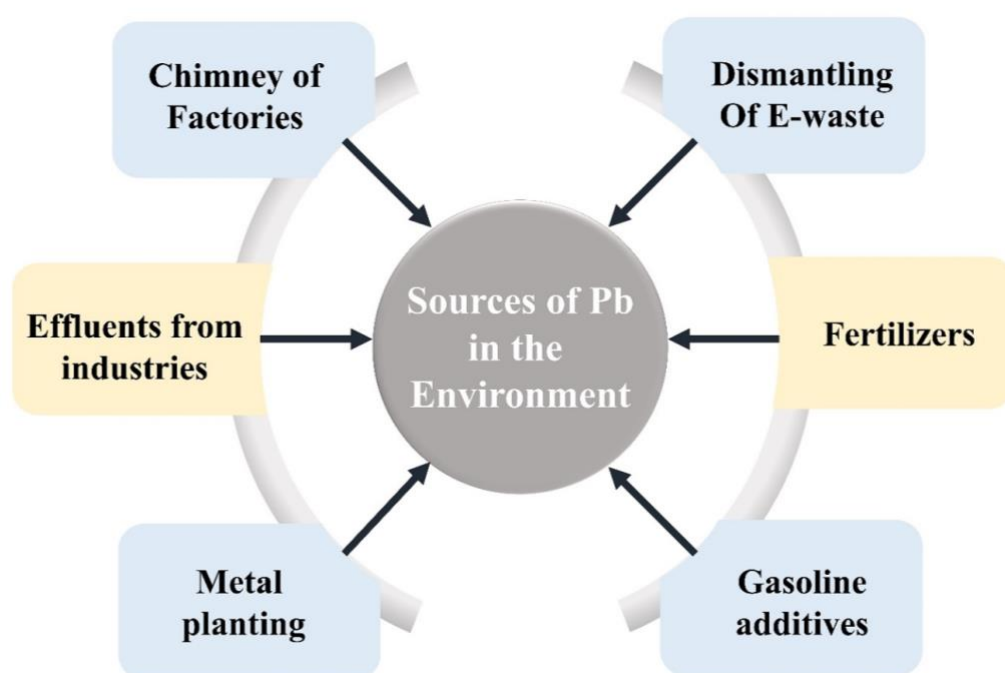 Chimney of
Factories
Dismantling
Of E-waste
Effluents from
industries
Sources of Pb
in the
Environment
Fertilizers
Metal
planting
Gasoline
additives